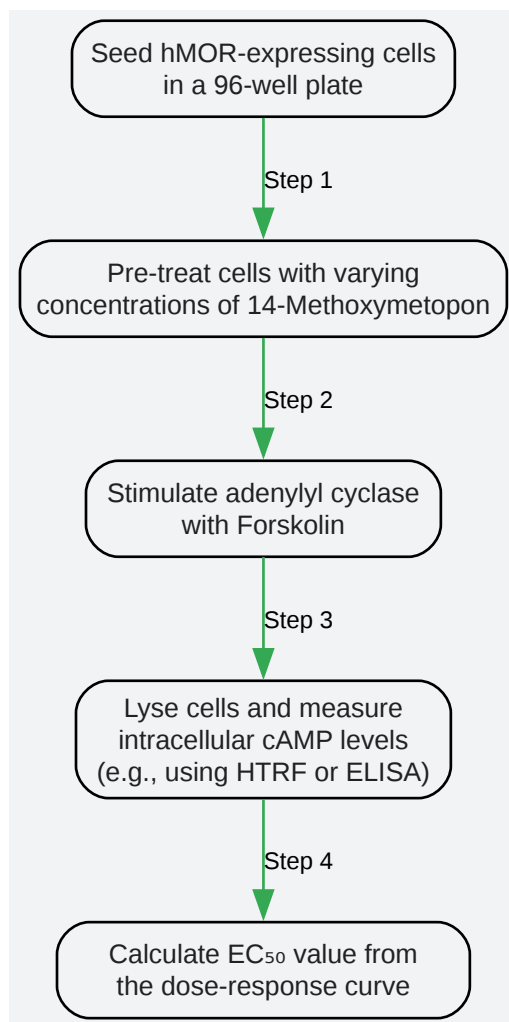 Seed hMOR-expressing cells
in a 96-well plate
Step 1
Pre-treat cells with varying
concentrations of 14-Methoxymetopon
Step 2
Stimulate adenylyl cyclase
with Forskolin
Step 3
Lyse cells and measure
intracellular cAMP levels
(e.g., using HTRF or ELISA)
Step 4
Calculate EC₅₀ value from
the dose-response curve